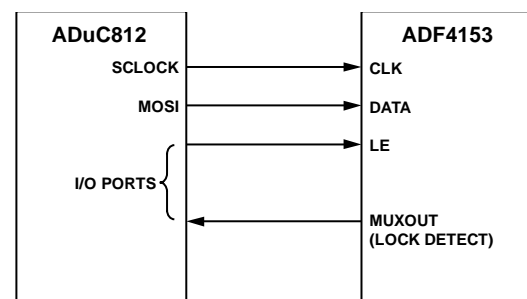 ADuC812
ADF4153
SCLOCK
CLK
MOSI
DATA
LE
I/O PORTS
MUXOUT
(LOCK DETECT)